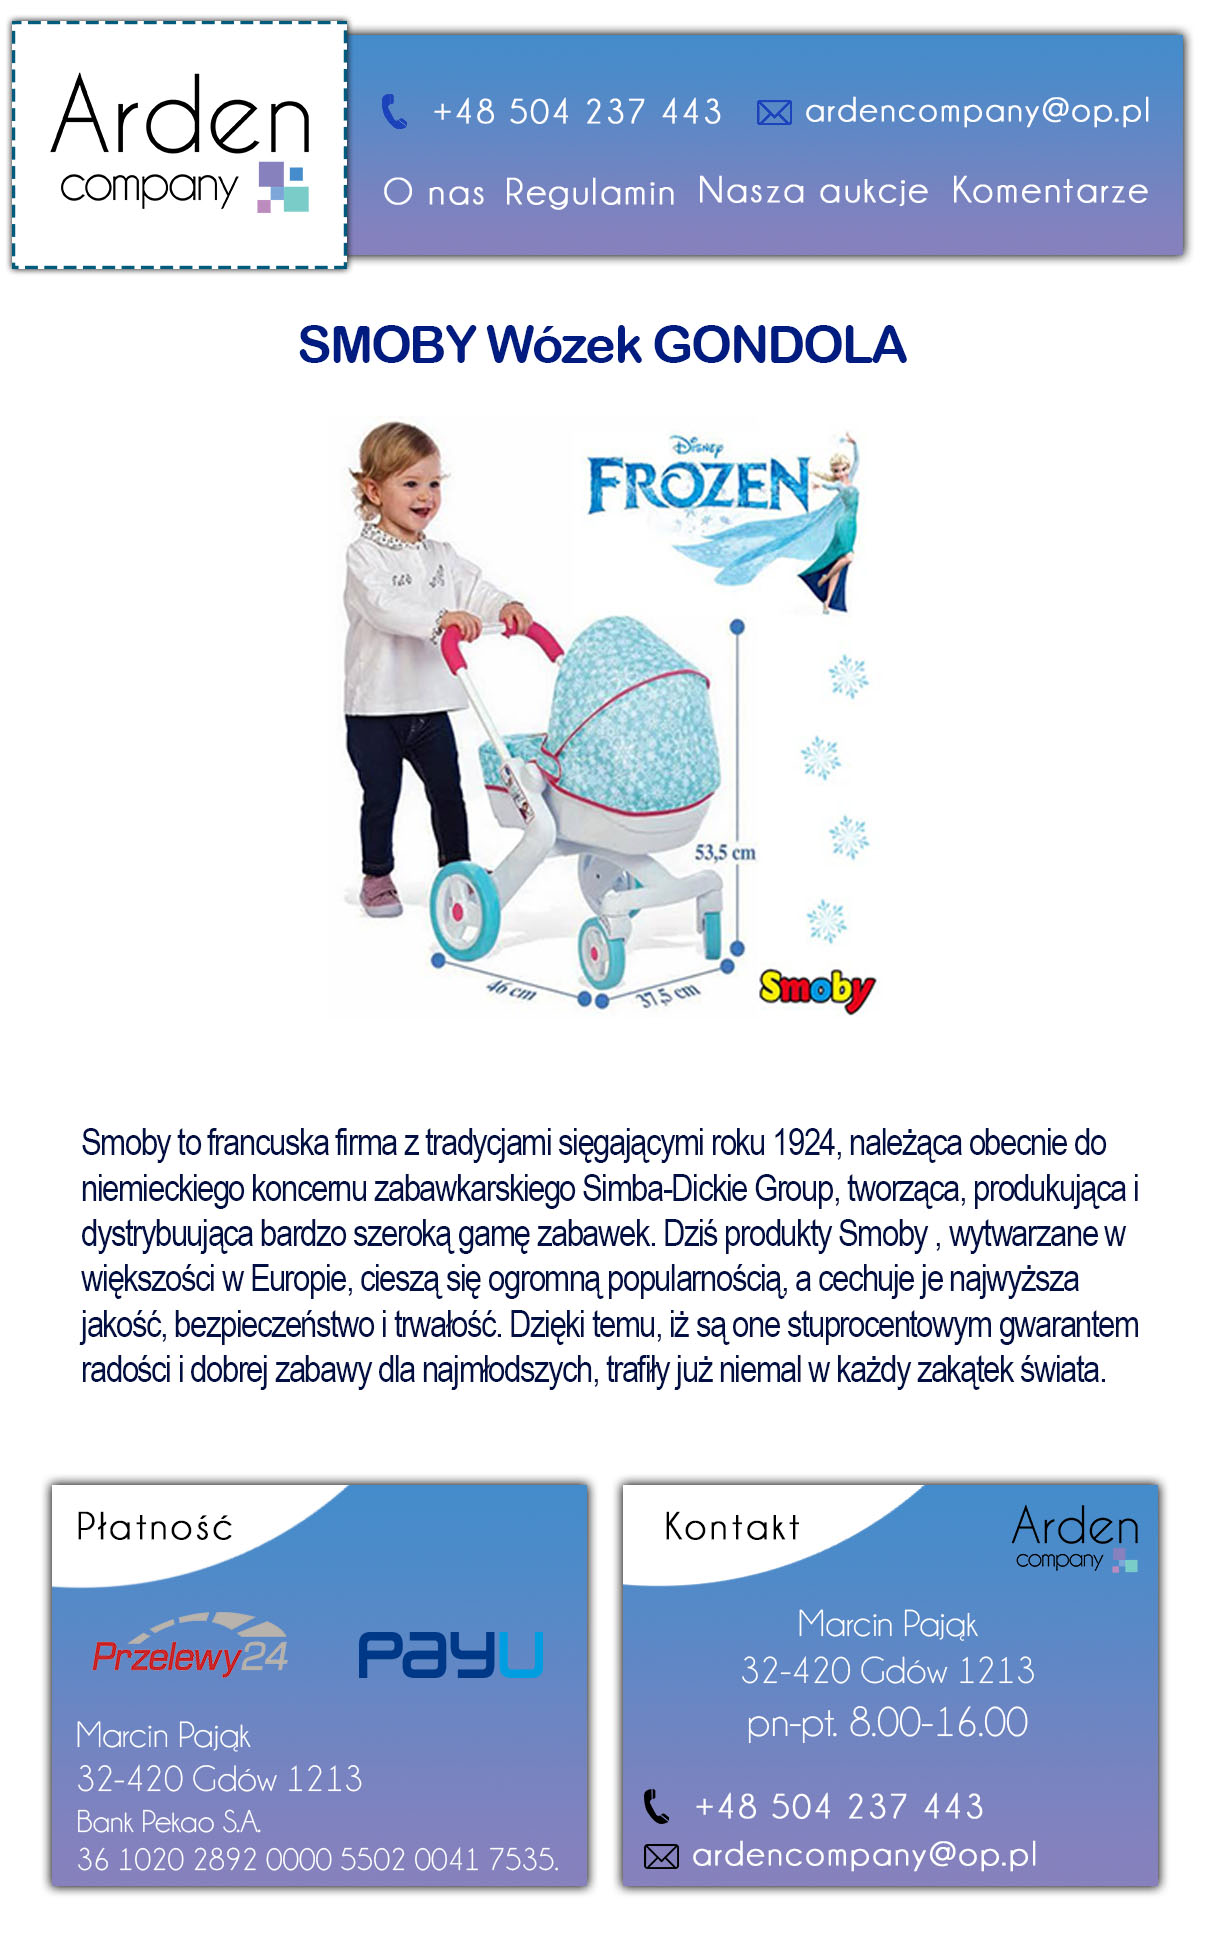 Arden
company
+48 504 237 443 ardencompany@op.pl
O nas Regulamin Nasza aukcje Komentarze
SMOBY Wózek GONDOLA
DISNEY
FROZEN
53,5 cm
46 cm
37,5 cm
Smoby
Smoby to francuska firma z tradycjami sięgającymi roku 1924, należąca obecnie do
niemieckiego koncernu zabawkarskiego Simba-Dickie Group, tworząca, produkująca i
dystrybuująca bardzo szeroką gamę zabawek. Dziś produkty Smoby , wytwarzane w
większości w Europie, cieszą się ogromną popularnością, a cechuje je najwyższa
jakość, bezpieczeństwo i trwałość. Dzięki temu, iż są one stuprocentowym gwarantem
radości i dobrej zabawy dla najmłodszych, trafiły już niemal w każdy zakątek świata.
Płatność
Przelewy24 PayU
Marcin Pająk
32-420 Gdów 1213
Bank Pekao S.A.
36 1020 2892 0000 5502 0041 7535.
Kontakt
Arden
company
Marcin Pająk
32-420 Gdów 1213
pn-pt. 8.00-16.00
+48 504 237 443
ardencompany@op.pl